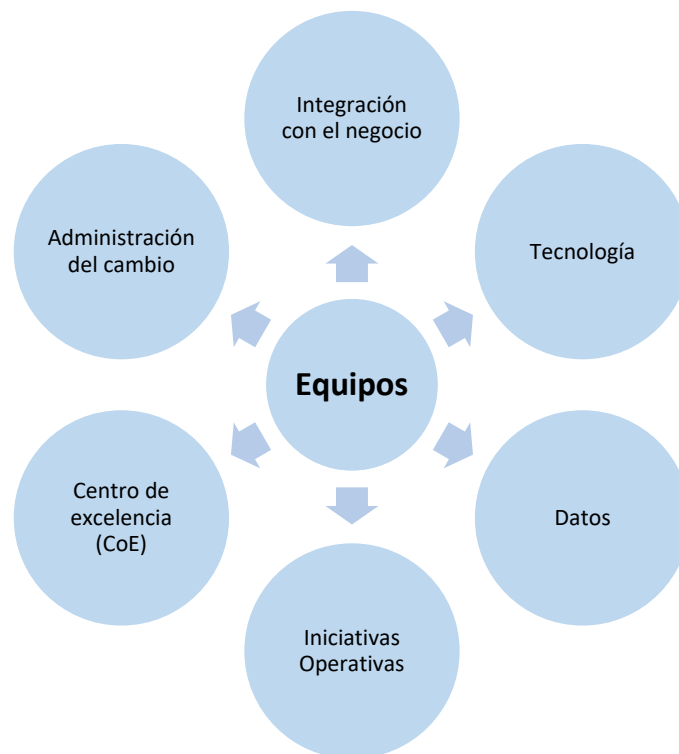 Integración
con el negocio
Administración
del cambio
Tecnología
Equipos
Centro de
excelencia
(CoE)
Datos
Iniciativas
Operativas